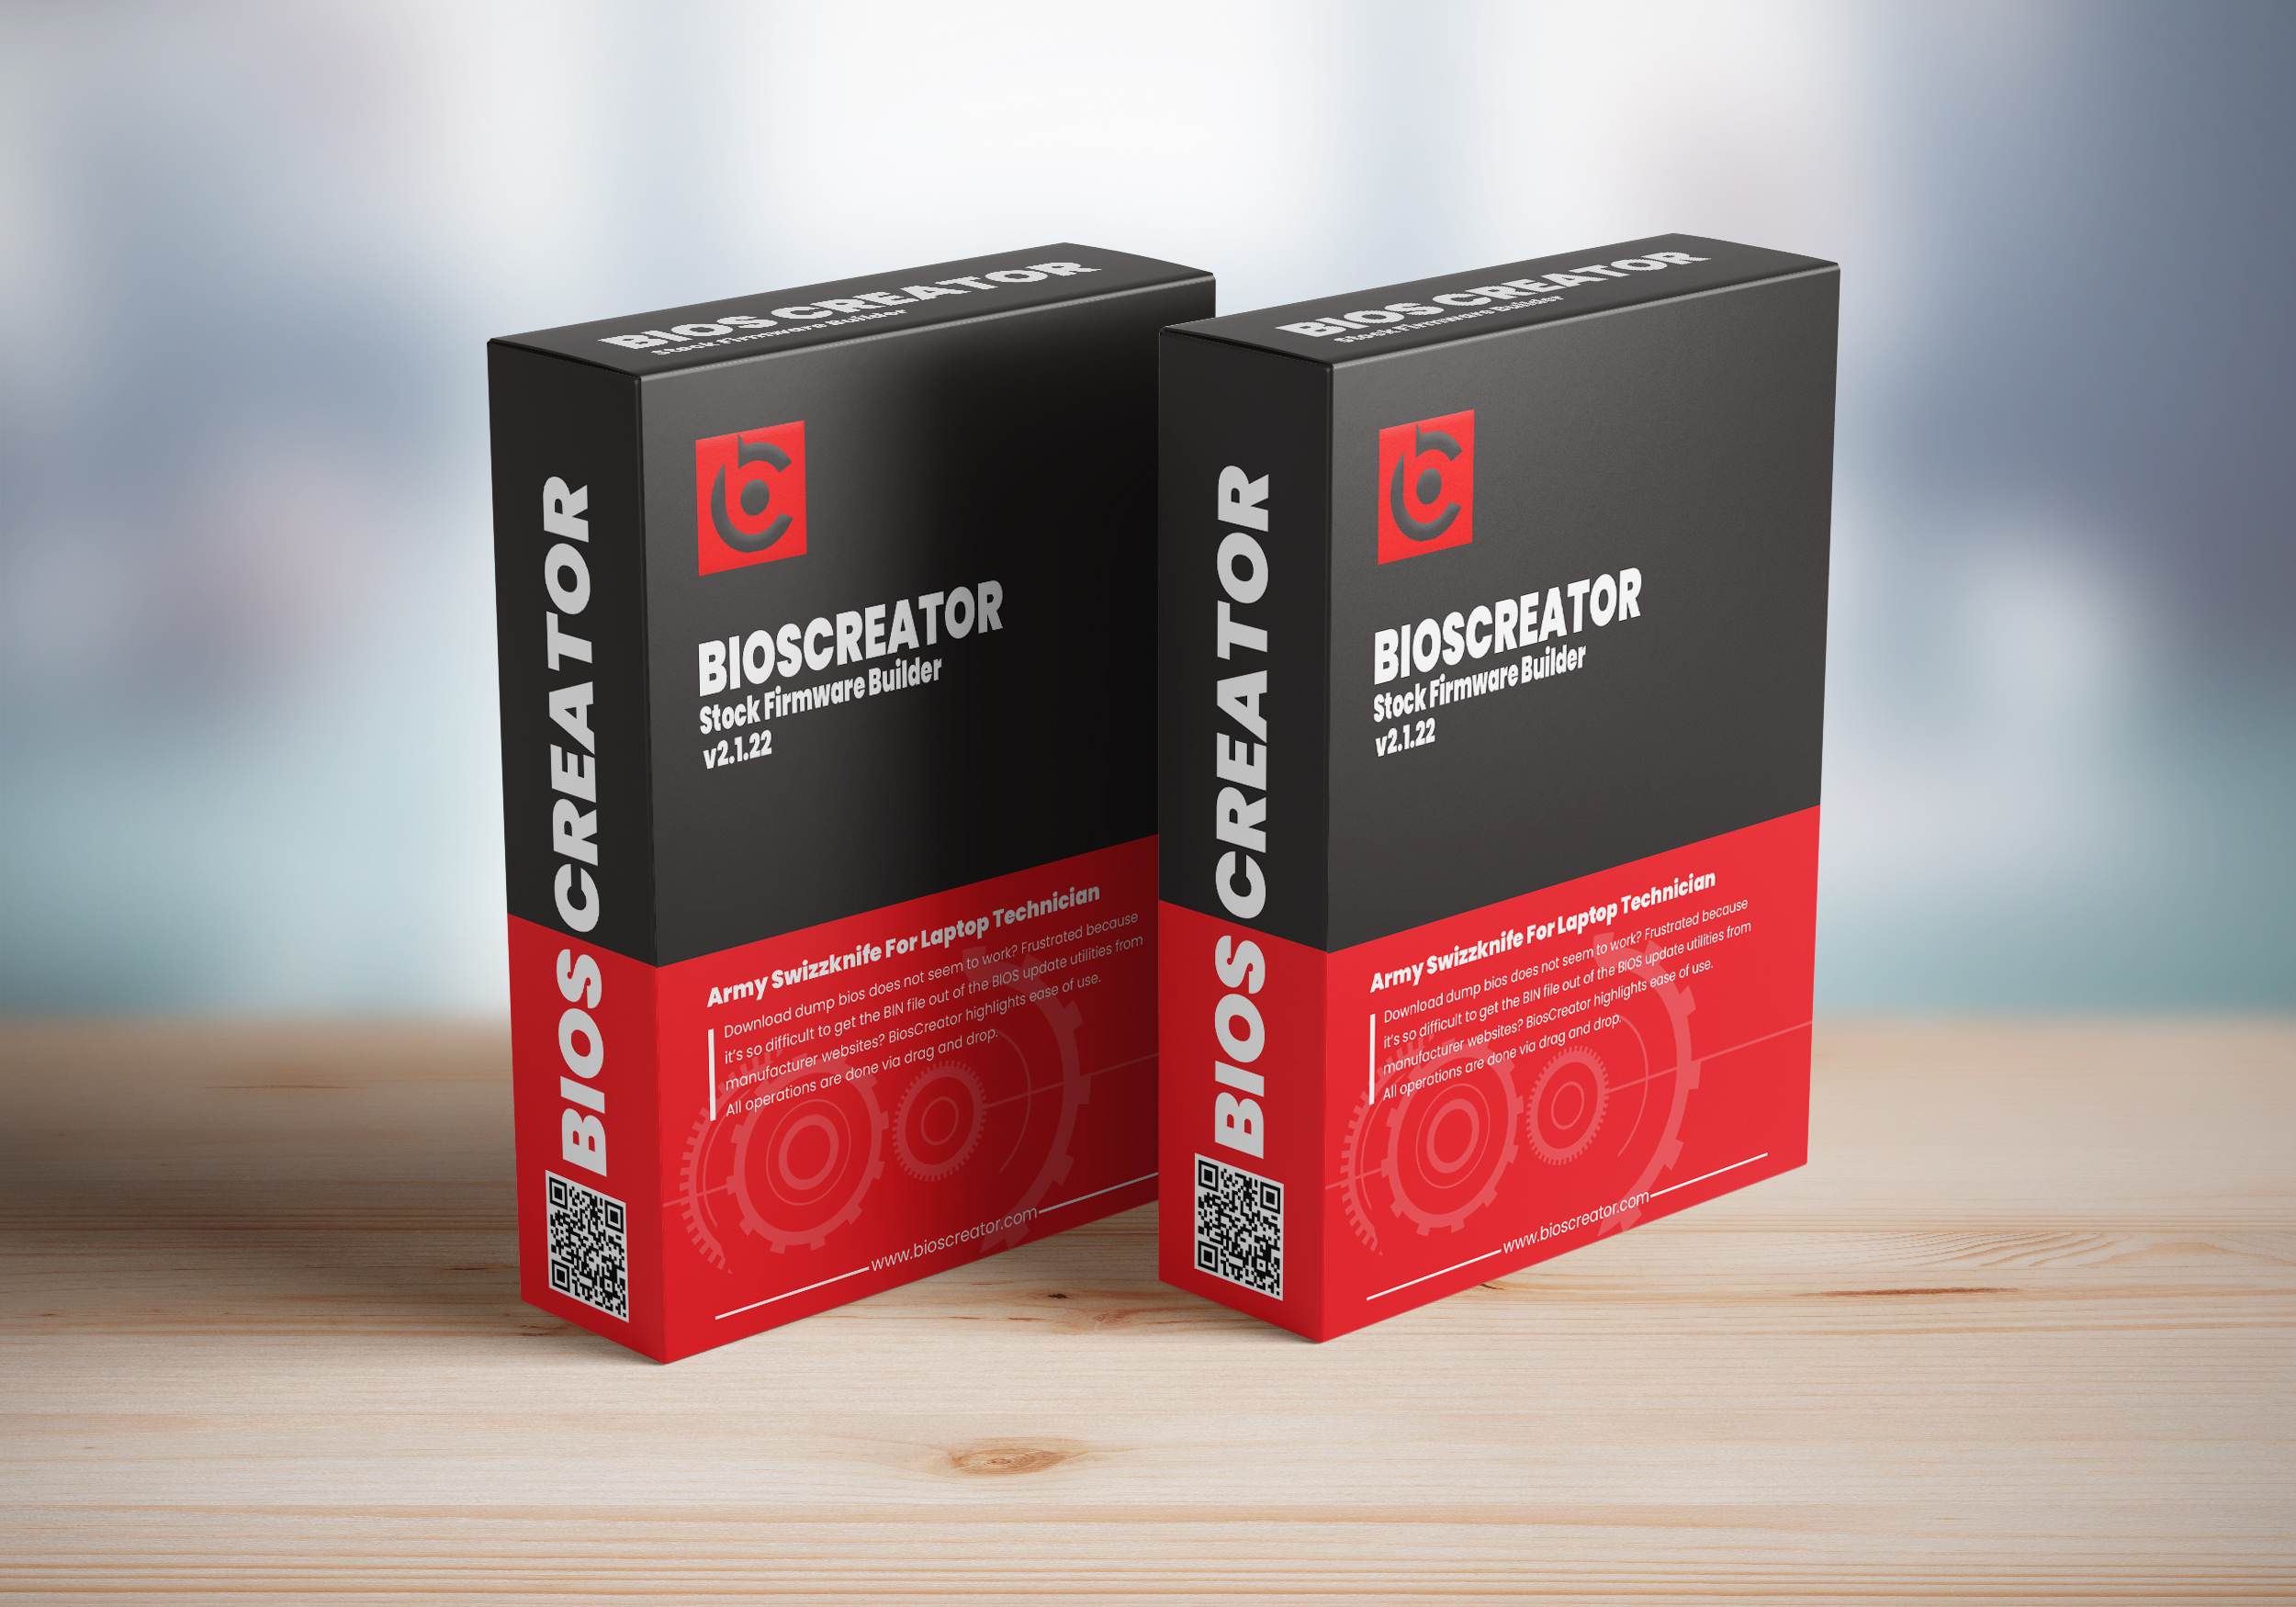 BIOS CREATOR
Stock Firmware Builder
BIOS CREATOR
bc
BIOSCREATOR
Stock Firmware Builder
v2.1.22
Army Swizzknife For Laptop Technician
Download dump bios does not seem to work? Frustrated because
it's so difficult to get the BIN file out of the BIOS update utilities from
manufacturer websites? BiosCreator highlights ease of use.
All operations are done via drag and drop.
www.bioscreator.com
BIOS CREATOR
Stock Firmware Builder
BIOS CREATOR
bc
BIOSCREATOR
Stock Firmware Builder
v2.1.22
Army Swizzknife For Laptop Technician
Download dump bios does not seem to work? Frustrated because
it's so difficult to get the BIN file out of the BIOS update utilities from
manufacturer websites? BiosCreator highlights ease of use.
All operations are done via drag and drop.
www.bioscreator.com